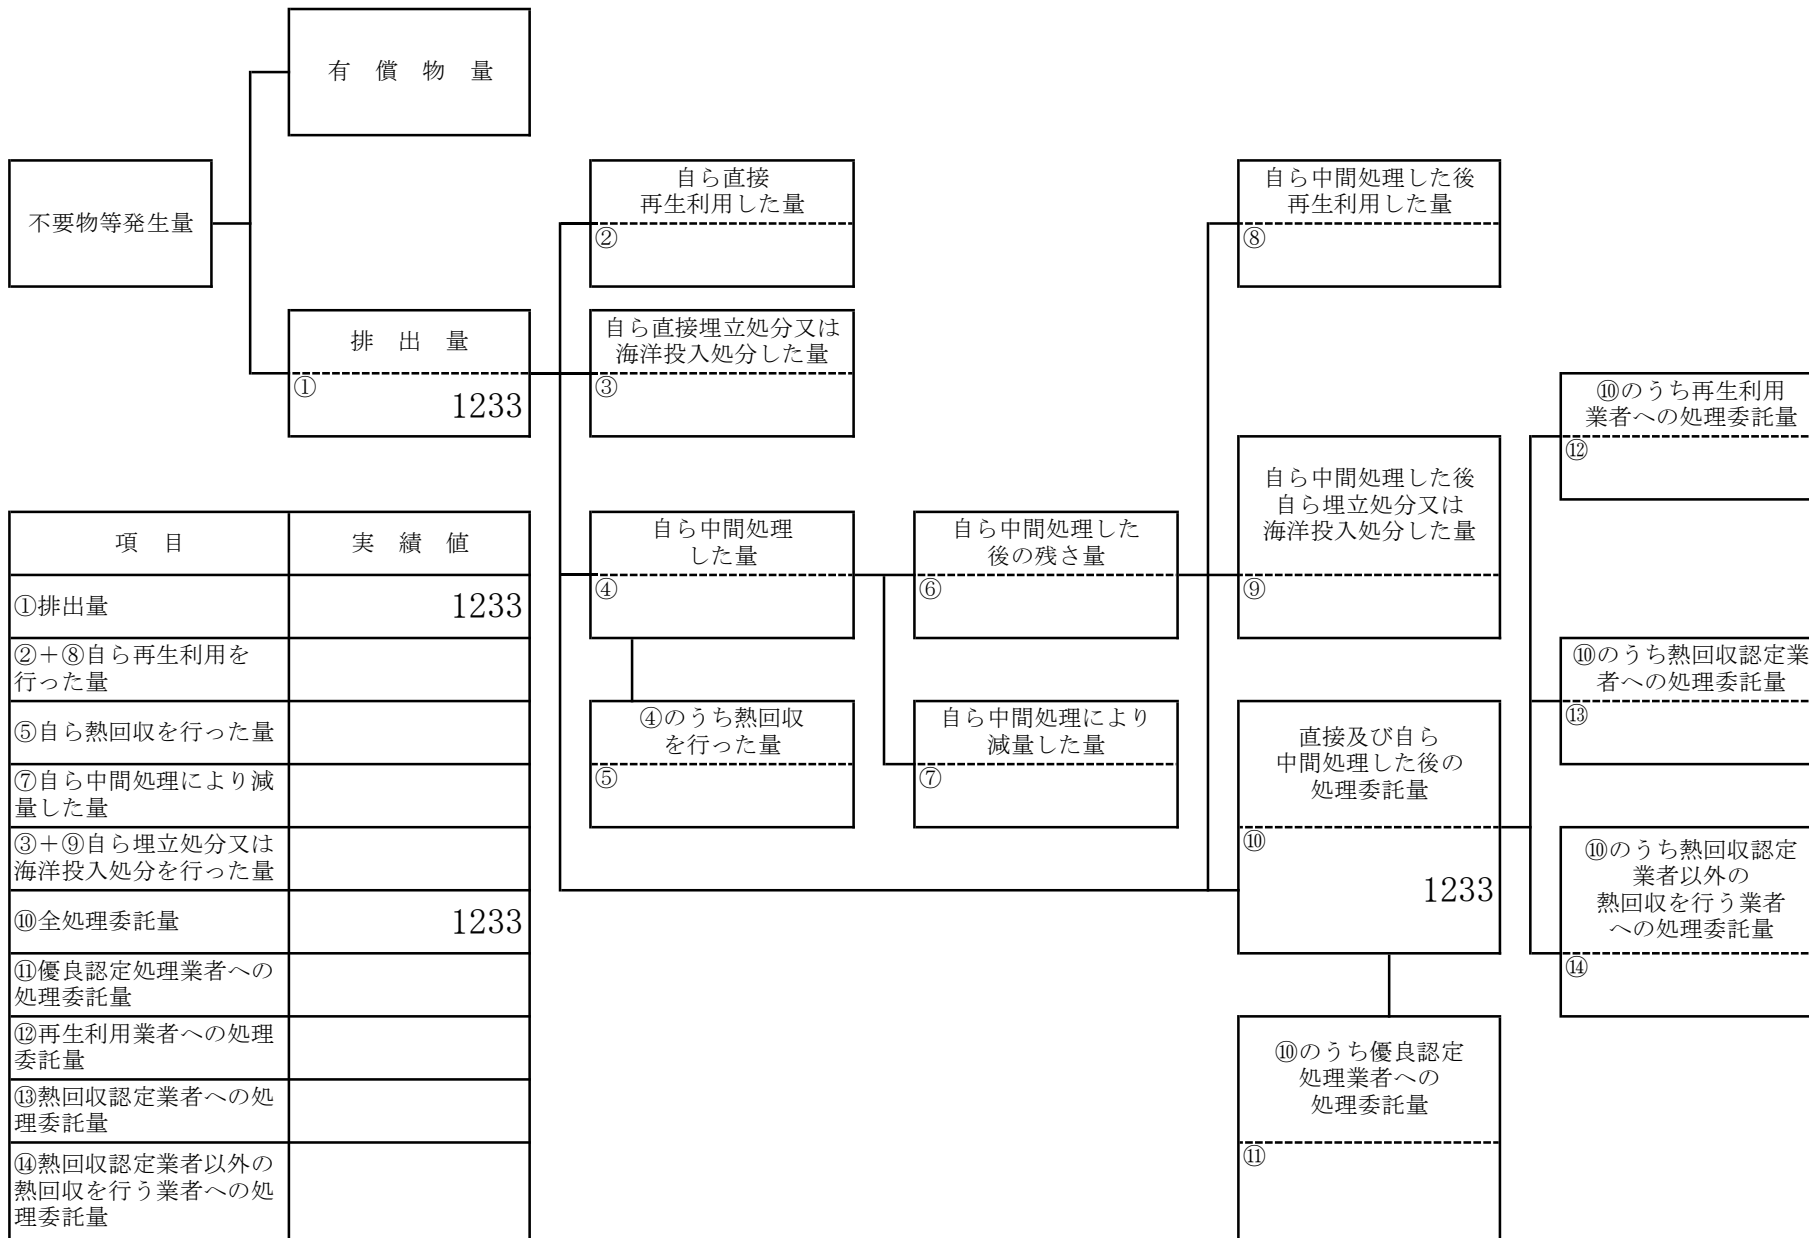 有　償　物　量
不要物等発生量
排　出　量
①
1233
自ら直接
再生利用した量
②
自ら直接埋立処分又は
海洋投入処分した量
③
自ら中間処理した後
再生利用した量
⑧
自ら中間処理
した量
④
自ら中間処理した
後の残さ量
⑥
自ら中間処理した後
自ら埋立処分又は
海洋投入処分した量
⑨
④のうち熱回収
を行った量
⑤
自ら中間処理により
減量した量
⑦
直接及び自ら
中間処理した後の
処理委託量
⑩
1233
⑩のうち再生利用
業者への処理委託量
⑫
⑩のうち熱回収認定業
者への処理委託量
⑬
⑩のうち熱回収認定
業者以外の
熱回収を行う業者
への処理委託量
⑭
⑩のうち優良認定
処理業者への
処理委託量
⑪
項　目　実　績　値
①排出量　1233
②＋⑧自ら再生利用を
行った量
⑤自ら熱回収を行った量
⑦自ら中間処理により減
量した量
③＋⑨自ら埋立処分又は
海洋投入処分を行った量
⑩全処理委託量　1233
⑪優良認定処理業者への
処理委託量
⑫再生利用業者への処理
委託量
⑬熱回収認定業者への処
理委託量
⑭熱回収認定業者以外の
熱回収を行う業者への処
理委託量